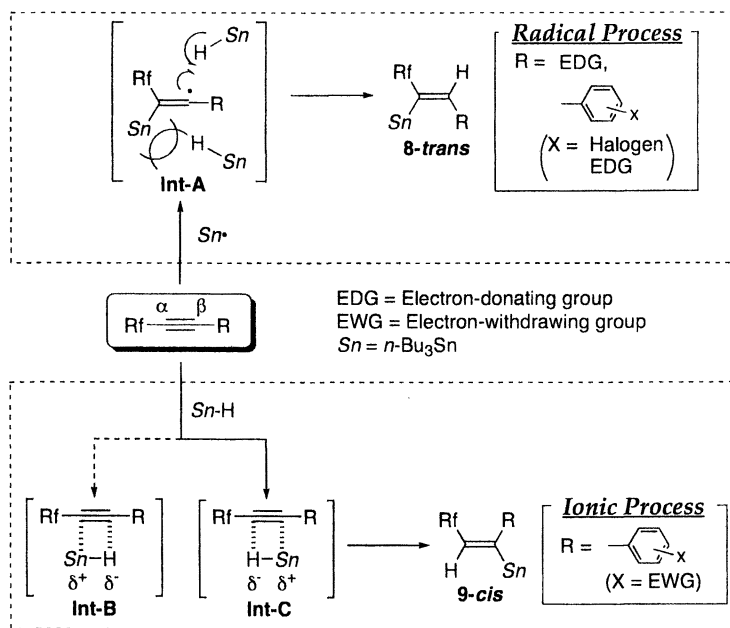 Radical Process
R = EDG,
X
(X = Halogen
EDG)
H Sn
Rf
R
Sn
H Sn
Int-A
Rf H
Sn R
8-trans
Sn•
α β
Rf R
EDG = Electron-donating group
EWG = Electron-withdrawing group
Sn = n-Bu₃Sn
Sn-H
Rf R
Sn-H
δ⁺ δ⁻
Int-B
Rf R
H-Sn
δ⁻ δ⁺
Int-C
Rf R
H Sn
9-cis
Ionic Process
R = X
(X = EWG)